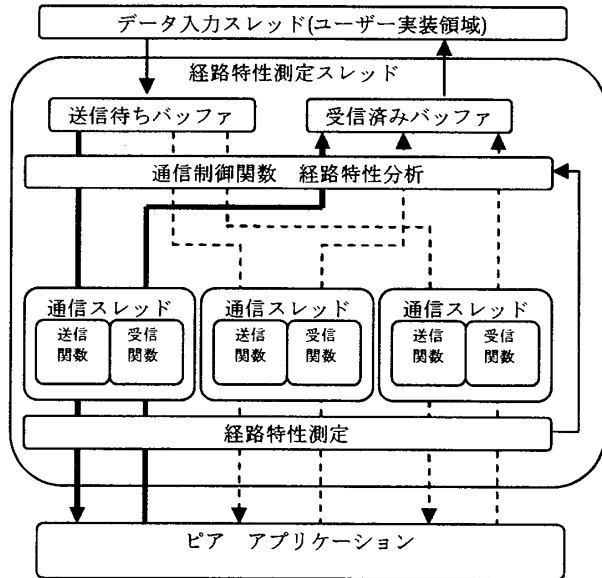 データ入力スレッド(ユーザー実装領域)
経路特性測定スレッド
送信待ちバッファ
受信済みバッファ
通信制御関数　経路特性分析
通信スレッド
送信
関数
受信
関数
通信スレッド
送信
関数
受信
関数
通信スレッド
送信
関数
受信
関数
経路特性測定
ピア　アプリケーション